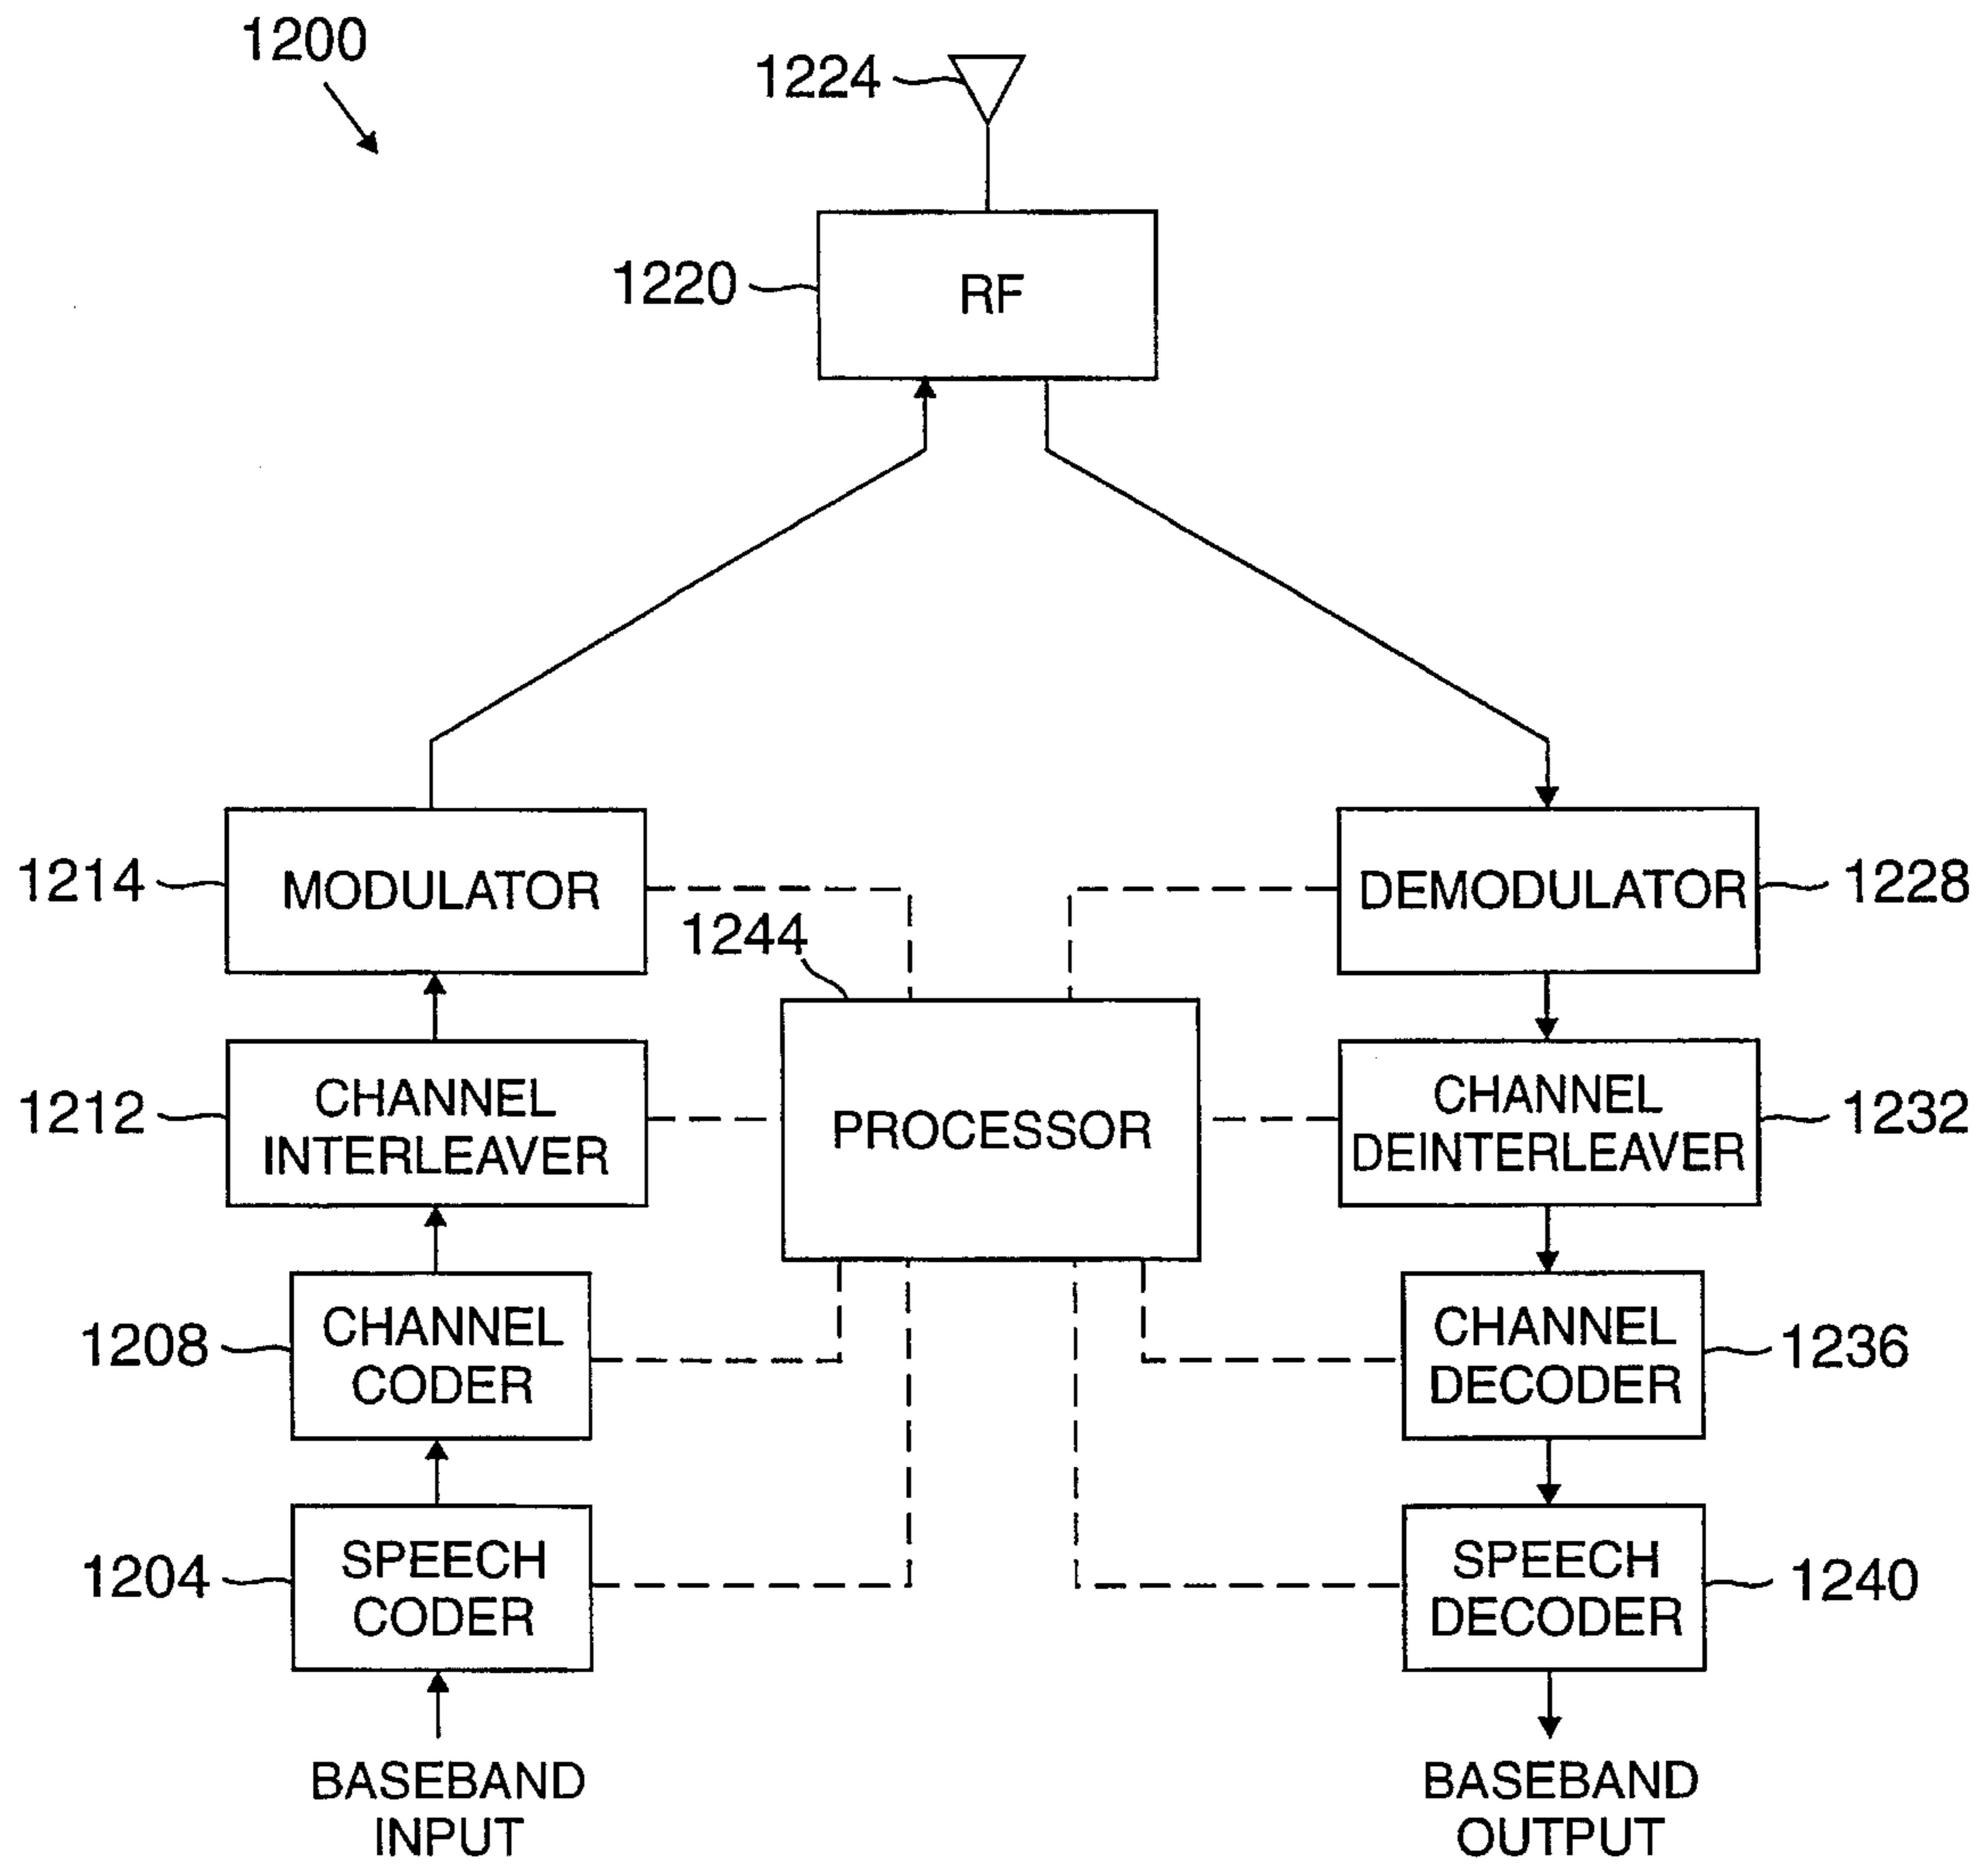 1200
1224
1220
RF
1214
MODULATOR
1244
DEMODULATOR
1228
1212
CHANNEL
INTERLEAVER
PROCESSOR
CHANNEL
DEINTERLEAVER
1232
1208
CHANNEL
CODER
CHANNEL
DECODER
1236
1204
SPEECH
CODER
SPEECH
DECODER
1240
BASEBAND
INPUT
BASEBAND
OUTPUT